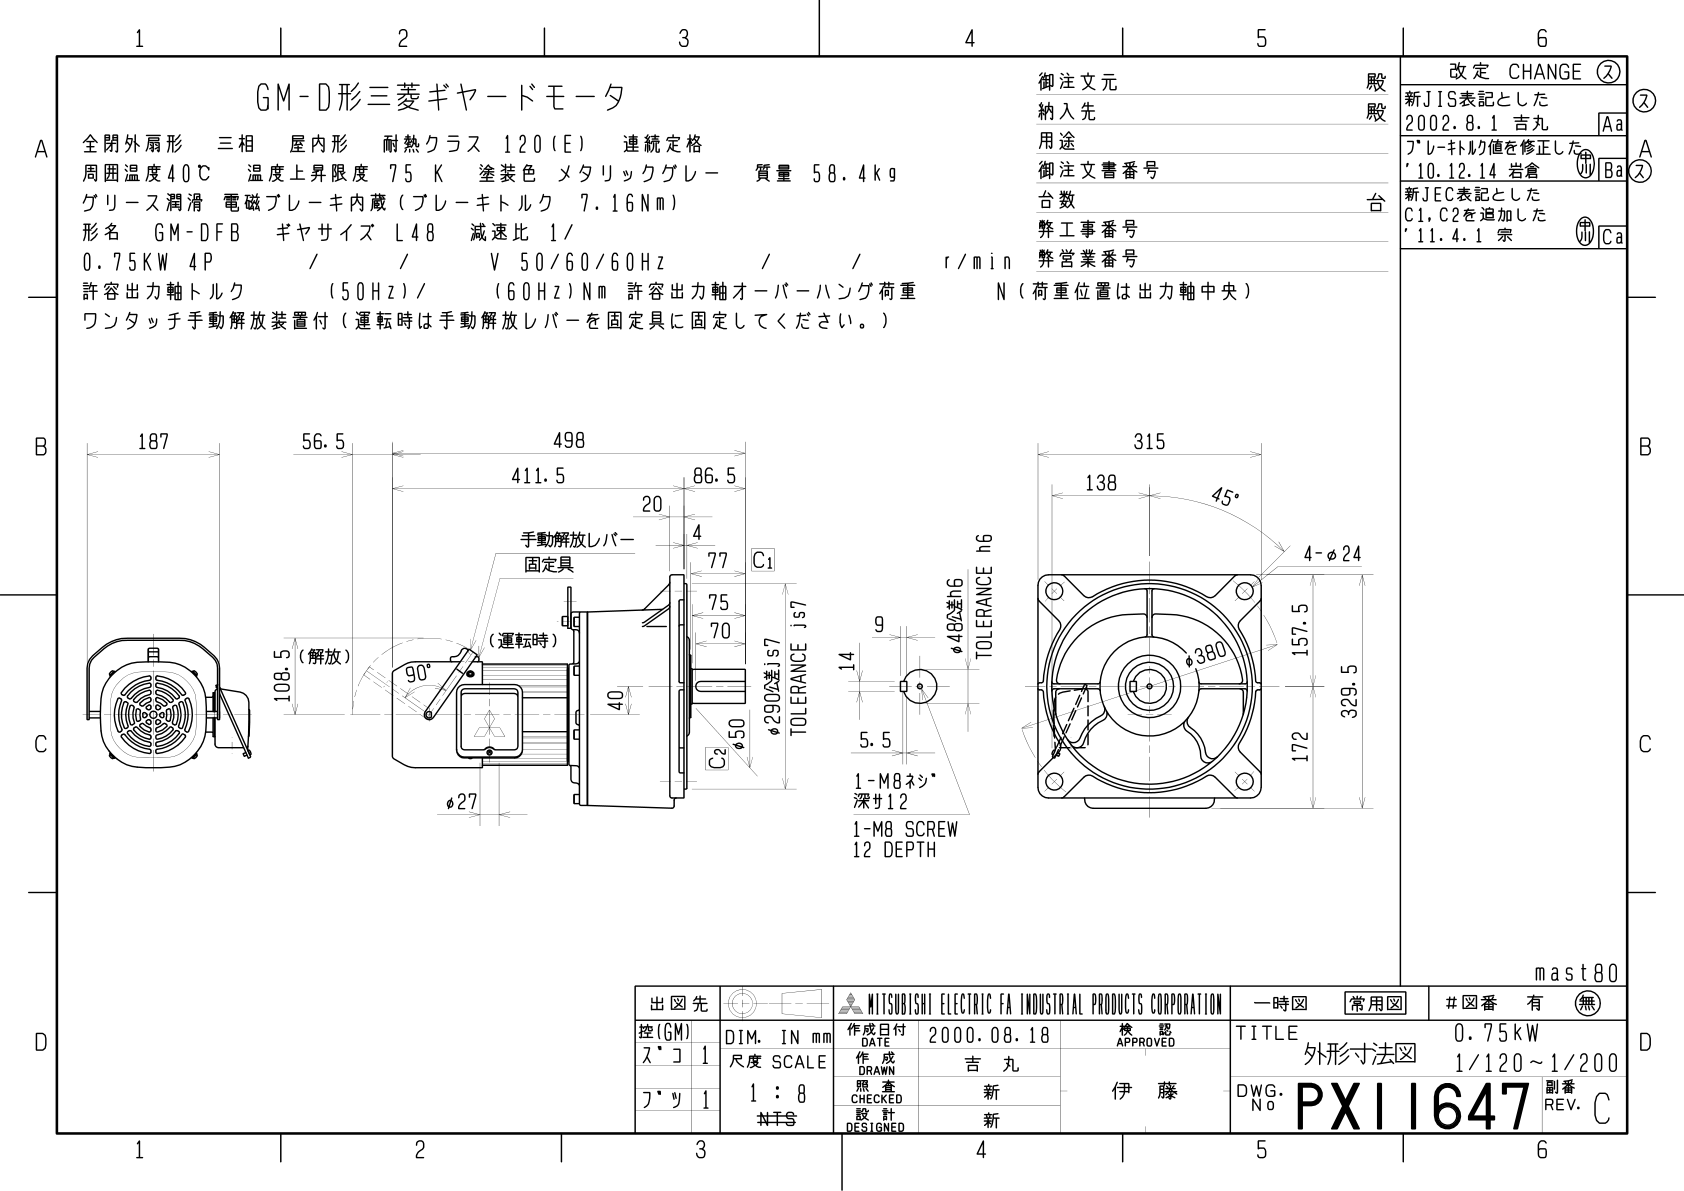 1 2 3 4 5 6
GM-D形三菱ギヤードモータ
全閉外扇形 三相 屋内形 耐熱クラス 120(E) 連続定格
周囲温度40℃ 温度上昇限度 75 K 塗装色 メタリックグレー 質量 58.4kg
グリース潤滑 電磁ブレーキ内蔵(ブレーキトルク 7.16Nm)
形名 GM-DFB ギヤサイズ L48 減速比 1/
0.75KW 4P / / V 50/60/60Hz / / r/min
許容出力軸トルク (50Hz)/ (60Hz)Nm 許容出力軸オーバーハング荷重 N(荷重位置は出力軸中央)
ワンタッチ手動解放装置付(運転時は手動解放レバーを固定具に固定してください。)
御注文元 殿
納入先 殿
用途
御注文書番号
台数 台
弊工事番号
弊営業番号
改定 CHANGE ス
新JIS表記とした
2002.8.1 吉丸 Aa
ス
ブレーキトルク値を修正した
'10.12.14 岩倉 Ba
ス
新JEC表記とした
C1,C2を追加した
'11.4.1 宗 Ca
A
B
C
D
A
B
C
D
187
56.5
498
411.5
86.5
20
4
77
C1
75
70
手動解放レバー
固定具
(運転時)
(解放)
90°
108.5
40
φ27
C2
φ50
φ290公差js7
TOLERANCE js7
9
14
5.5
φ48公差h6
TOLERANCE h6
1-M8ネジ
深サ12
1-M8 SCREW
12 DEPTH
315
138
45°
4-φ24
φ380
157.5
172
329.5
mast80
出図先
控(GM)
ズコ 1
ブツ 1
DIM. IN mm
尺度 SCALE
1 : 8
NTS
MITSUBISHI ELECTRIC FA INDUSTRIAL PRODUCTS CORPORATION
作成日付
DATE
2000.08.18
作成
DRAWN
吉丸
照査
CHECKED
新
設計
DESIGNED
新
検認
APPROVED
伊藤
一時図 常用図 #図番 有 無
TITLE
外形寸法図
0.75kW
1/120~1/200
DWG.
No
PX11647
副番
REV. C
1 2 3 4 5 6